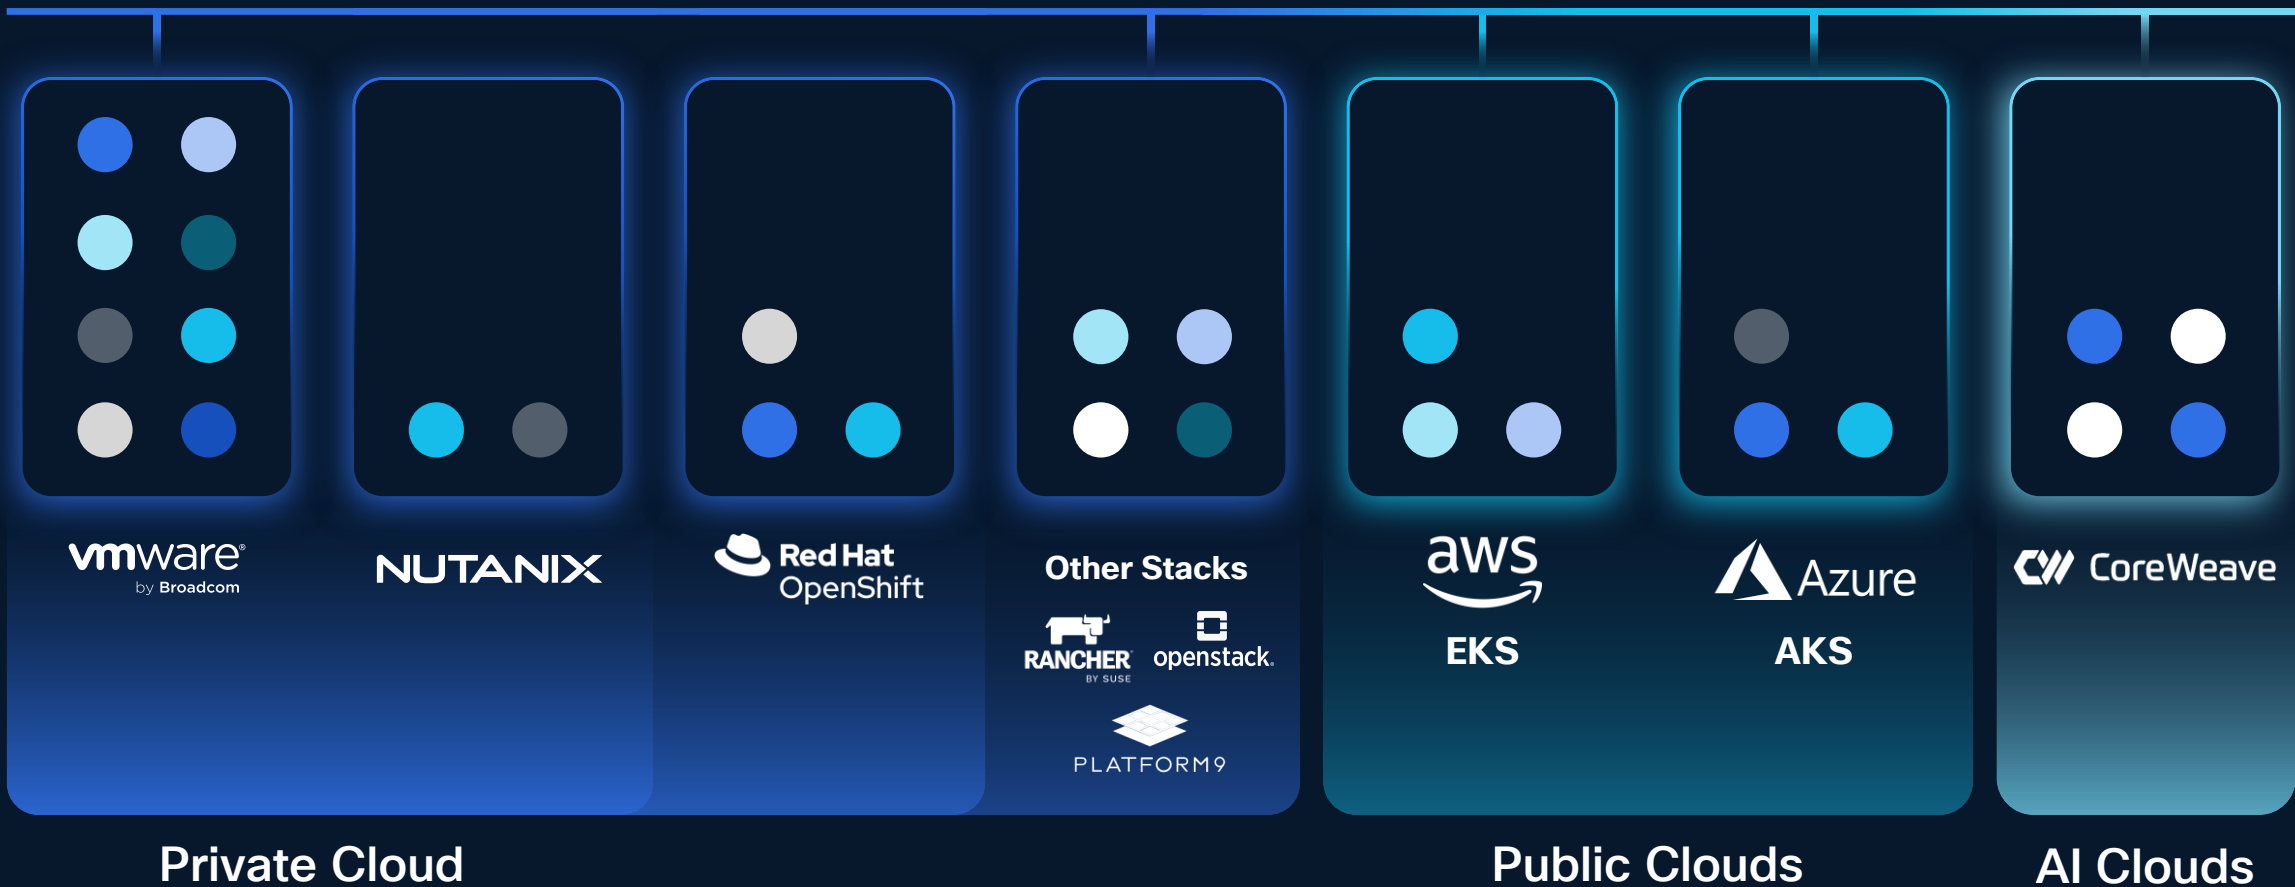 vmware®
by Broadcom
NUTANIX
Red Hat
OpenShift
Other Stacks
RANCHER
BY SUSE
openstack.
PLATFORM9
aws
EKS
Azure
AKS
CoreWeave
Private Cloud
Public Clouds
AI Clouds